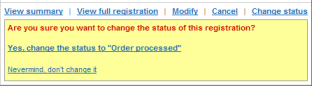 View summary | View full registration | Modify | Cancel | Change status
Are you sure you want to change the status of this registration?
Yes, change the status to "Order processed"
Nevermind, don't change it